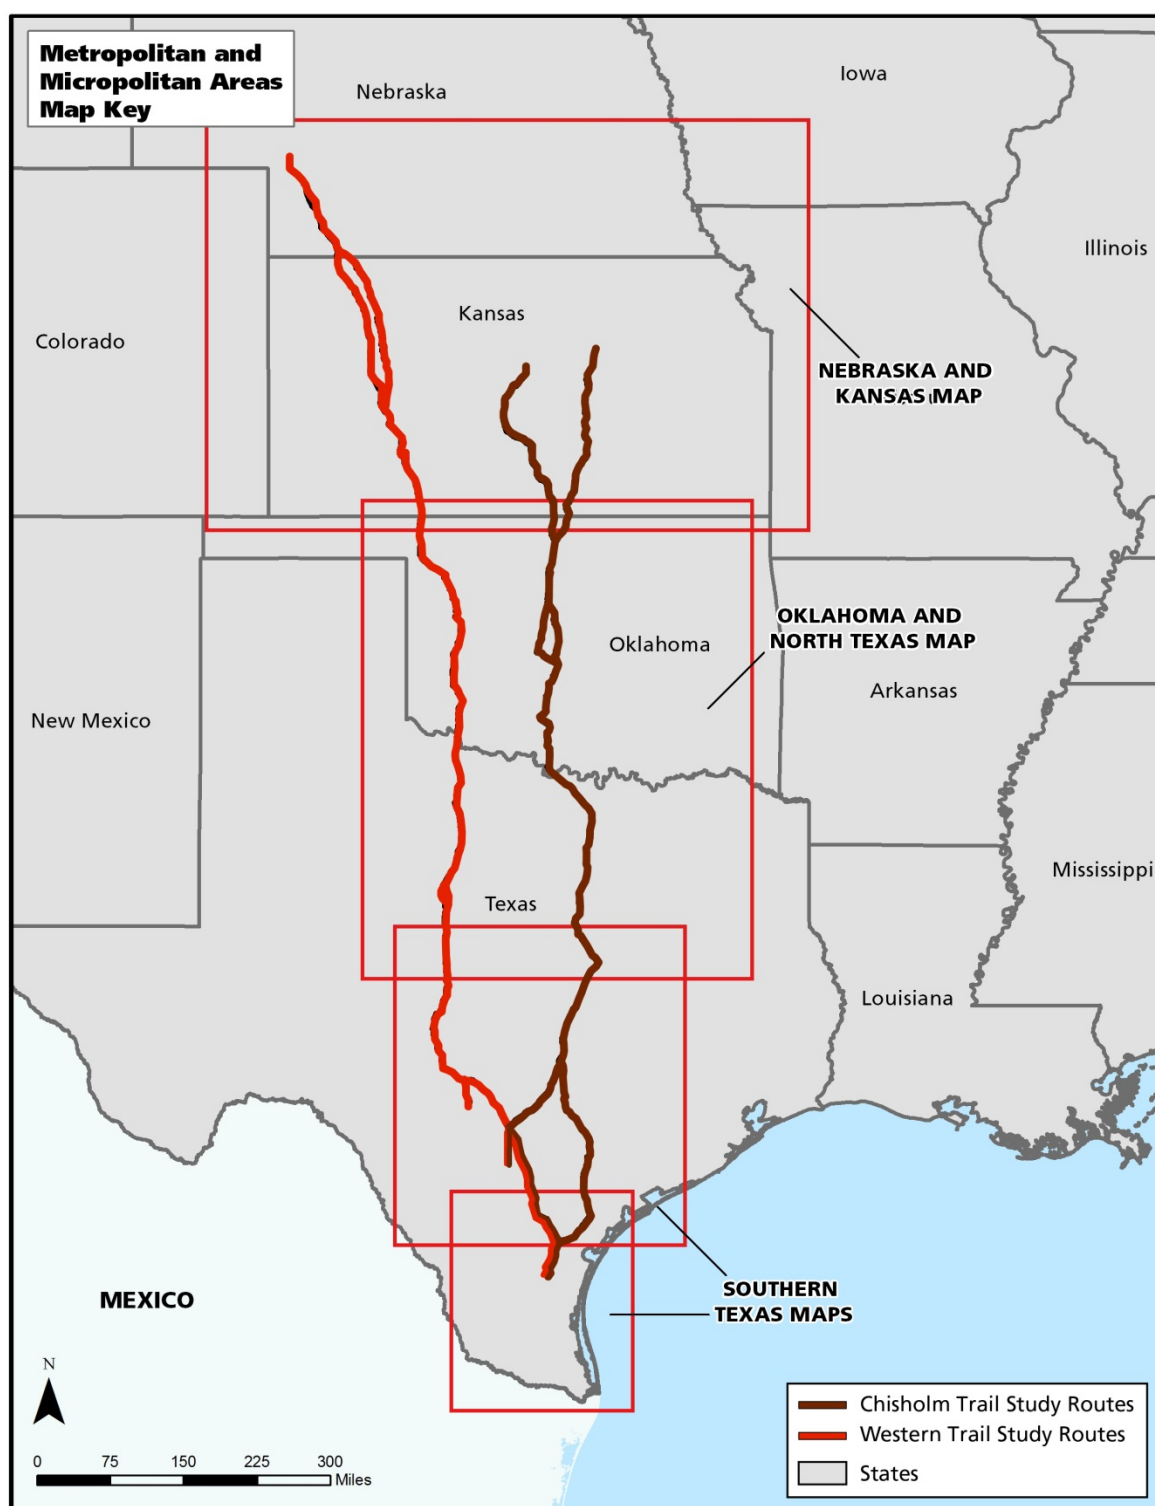 Metropolitan and
Micropolitan Areas
Map Key
Nebraska
Iowa
Illinois
Colorado
Kansas
NEBRASKA AND
KANSAS MAP
OKLAHOMA AND
NORTH TEXAS MAP
Oklahoma
Arkansas
New Mexico
Mississippi
Texas
Louisiana
MEXICO
SOUTHERN
TEXAS MAPS
N
0 75 150 225 300
Miles
Chisholm Trail Study Routes
Western Trail Study Routes
States